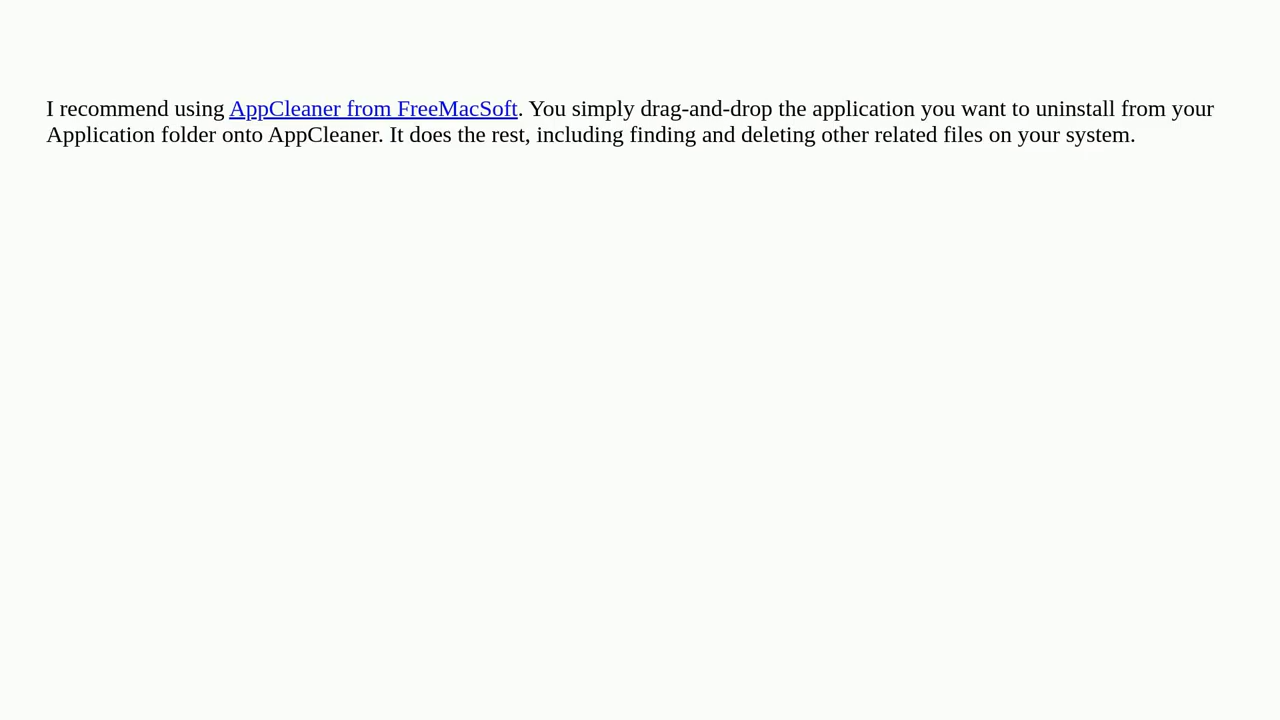 I recommend using AppCleaner from FreeMacSoft. You simply drag-and-drop the application you want to uninstall from your
Application folder onto AppCleaner. It does the rest, including finding and deleting other related files on your system.